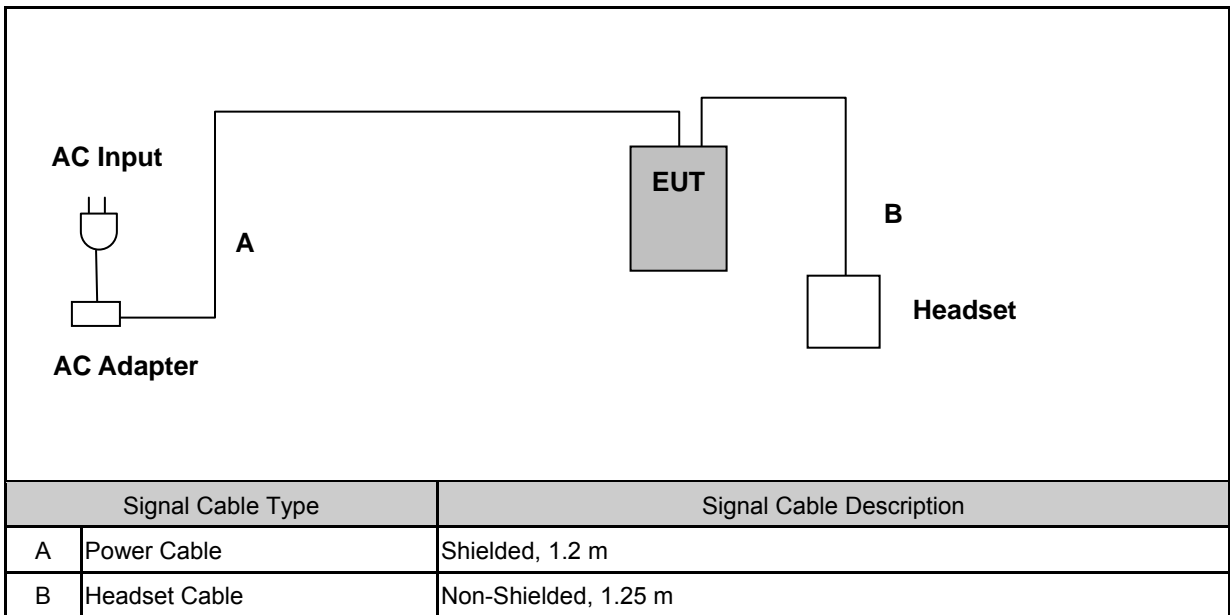 AC Input
EUT
A
B
Headset
AC Adapter
Signal Cable Type Signal Cable Description
A Power Cable Shielded, 1.2 m
B Headset Cable Non-Shielded, 1.25 m